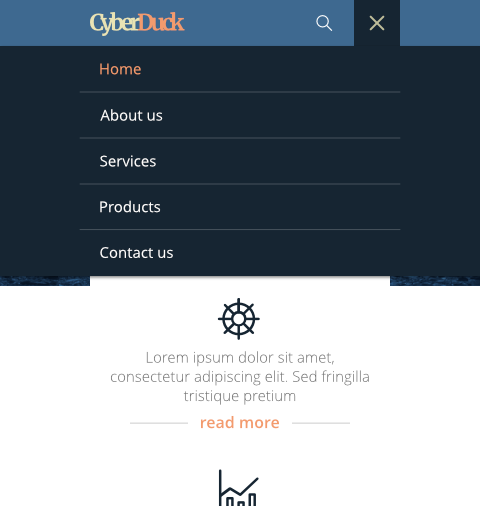 CyberDuck
Home
About us
Services
Products
Contact us
Lorem ipsum dolor sit amet,
consectetur adipiscing elit. Sed fringilla
tristique pretium
read more